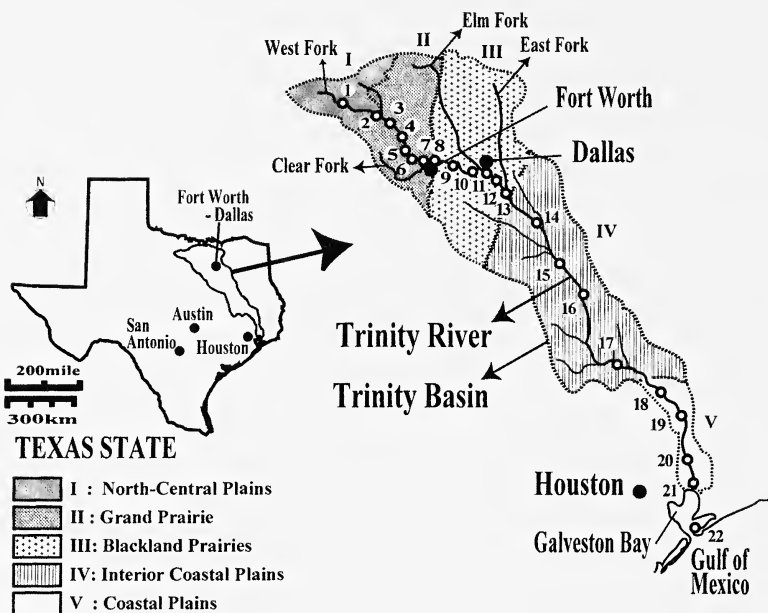 Elm Fork
I
II
III
East Fork
West Fork
Fort Worth
1
2
3
4
5
6
7
8
9
10
11
12
13
14
Clear Fork
Dallas
N
Fort Worth
- Dallas
IV
15
16
Trinity River
Austin
San
Antonio
Houston
17
Trinity Basin
200mile
300km
18
19
V
TEXAS STATE
20
21
Houston
22
Galveston Bay
Gulf of
Mexico
I : North-Central Plains
II : Grand Prairie
III: Blackland Prairies
IV: Interior Coastal Plains
V : Coastal Plains